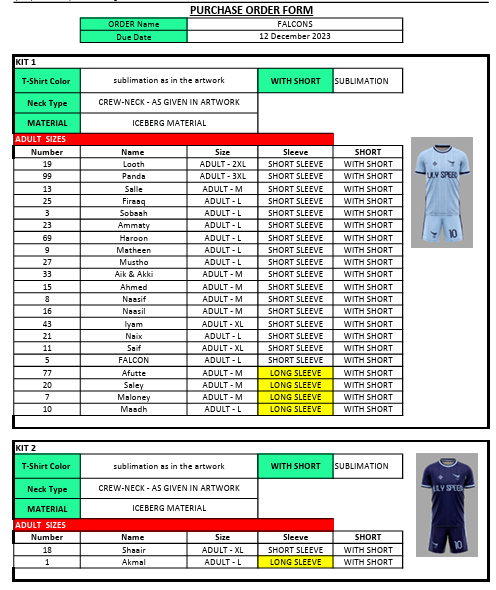 PURCHASE ORDER FORM
ORDER Name FALCONS
Due Date 12 December 2023
KIT 1
T-Shirt Color sublimation as in the artwork WITH SHORT SUBLIMATION
Neck Type CREW-NECK - AS GIVEN IN ARTWORK
MATERIAL ICEBERG MATERIAL
ADULT SIZES
Number Name Size Sleeve SHORT
19 Looth ADULT - 2XL SHORT SLEEVE WITH SHORT
99 Panda ADULT - 3XL SHORT SLEEVE WITH SHORT
13 Salle ADULT - M SHORT SLEEVE WITH SHORT
25 Firaaq ADULT - L SHORT SLEEVE WITH SHORT
3 Sobaah ADULT - L SHORT SLEEVE WITH SHORT
23 Ammaty ADULT - L SHORT SLEEVE WITH SHORT
69 Haroon ADULT - L SHORT SLEEVE WITH SHORT
9 Matheen ADULT - L SHORT SLEEVE WITH SHORT
27 Mustho ADULT - L SHORT SLEEVE WITH SHORT
33 Aik & Akki ADULT - M SHORT SLEEVE WITH SHORT
15 Ahmed ADULT - M SHORT SLEEVE WITH SHORT
8 Naasif ADULT - M SHORT SLEEVE WITH SHORT
16 Naasil ADULT - M SHORT SLEEVE WITH SHORT
43 Iyam ADULT - XL SHORT SLEEVE WITH SHORT
21 Naix ADULT - L SHORT SLEEVE WITH SHORT
11 Saif ADULT - XL SHORT SLEEVE WITH SHORT
5 FALCON ADULT - L SHORT SLEEVE WITH SHORT
77 Afutte ADULT - M LONG SLEEVE WITH SHORT
20 Saley ADULT - M LONG SLEEVE WITH SHORT
7 Maloney ADULT - M LONG SLEEVE WITH SHORT
10 Maadh ADULT - L LONG SLEEVE WITH SHORT
LILY SPEED
10
KIT 2
T-Shirt Color sublimation as in the artwork WITH SHORT SUBLIMATION
Neck Type CREW-NECK - AS GIVEN IN ARTWORK
MATERIAL ICEBERG MATERIAL
ADULT SIZES
Number Name Size Sleeve SHORT
18 Shaair ADULT - XL SHORT SLEEVE WITH SHORT
1 Akmal ADULT - L LONG SLEEVE WITH SHORT
LILY SPEED
10